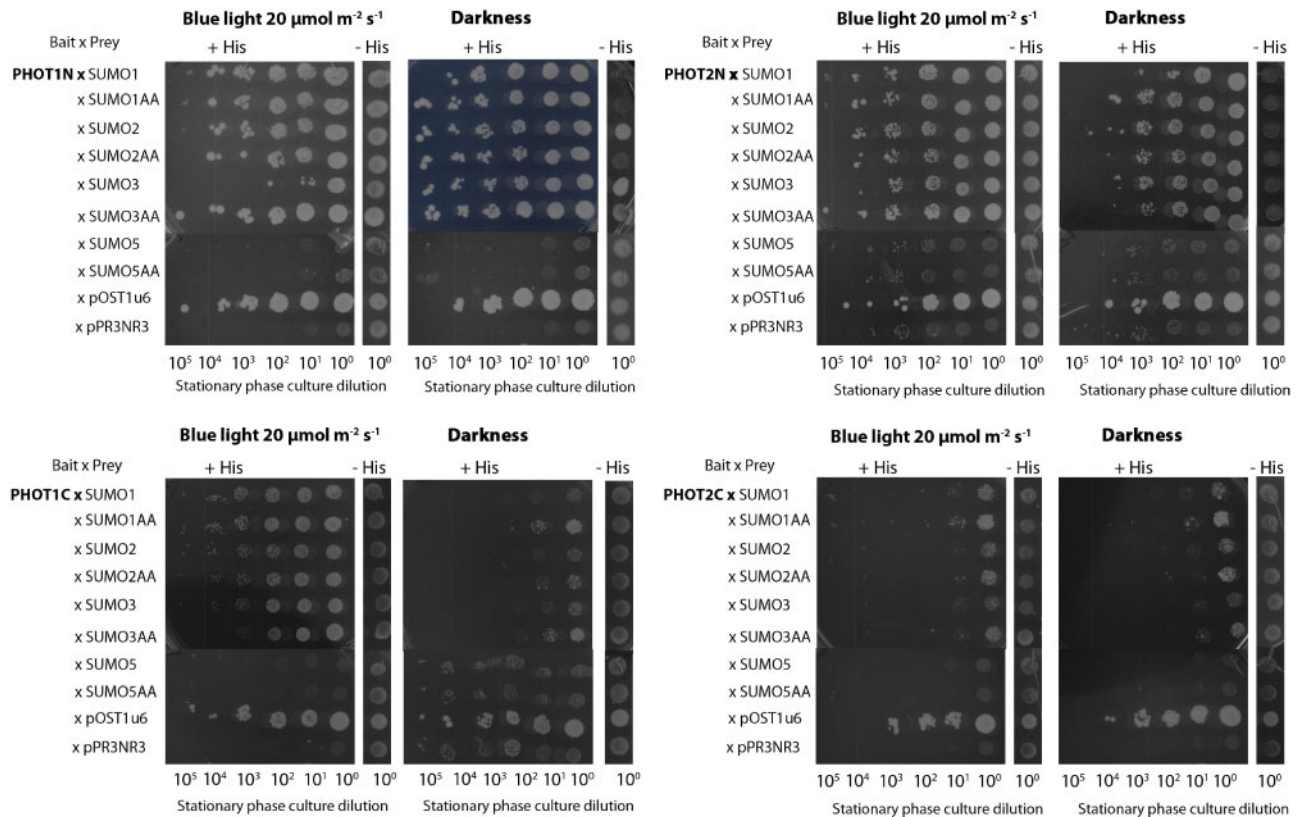 Blue light 20 μmol m⁻² s⁻¹ Darkness
Bait x Prey + His - His + His - His
PHOT1N x SUMO1
x SUMO1AA
x SUMO2
x SUMO2AA
x SUMO3
x SUMO3AA
x SUMO5
x SUMO5AA
x pOST1u6
x pPR3NR3
10⁵ 10⁴ 10³ 10² 10¹ 10⁰ 10⁰ 10⁵ 10⁴ 10³ 10² 10¹ 10⁰ 10⁰
Stationary phase culture dilution Stationary phase culture dilution
Blue light 20 μmol m⁻² s⁻¹ Darkness
Bait x Prey + His - His + His - His
PHOT2N x SUMO1
x SUMO1AA
x SUMO2
x SUMO2AA
x SUMO3
x SUMO3AA
x SUMO5
x SUMO5AA
x pOST1u6
x pPR3NR3
10⁵ 10⁴ 10³ 10² 10¹ 10⁰ 10⁰ 10⁵ 10⁴ 10³ 10² 10¹ 10⁰ 10⁰
Stationary phase culture dilution Stationary phase culture dilution
Blue light 20 μmol m⁻² s⁻¹ Darkness
Bait x Prey + His - His + His - His
PHOT1C x SUMO1
x SUMO1AA
x SUMO2
x SUMO2AA
x SUMO3
x SUMO3AA
x SUMO5
x SUMO5AA
x pOST1u6
x pPR3NR3
10⁵ 10⁴ 10³ 10² 10¹ 10⁰ 10⁰ 10⁵ 10⁴ 10³ 10² 10¹ 10⁰ 10⁰
Stationary phase culture dilution Stationary phase culture dilution
Blue light 20 μmol m⁻² s⁻¹ Darkness
Bait x Prey + His - His + His - His
PHOT2C x SUMO1
x SUMO1AA
x SUMO2
x SUMO2AA
x SUMO3
x SUMO3AA
x SUMO5
x SUMO5AA
x pOST1u6
x pPR3NR3
10⁵ 10⁴ 10³ 10² 10¹ 10⁰ 10⁰ 10⁵ 10⁴ 10³ 10² 10¹ 10⁰ 10⁰
Stationary phase culture dilution Stationary phase culture dilution